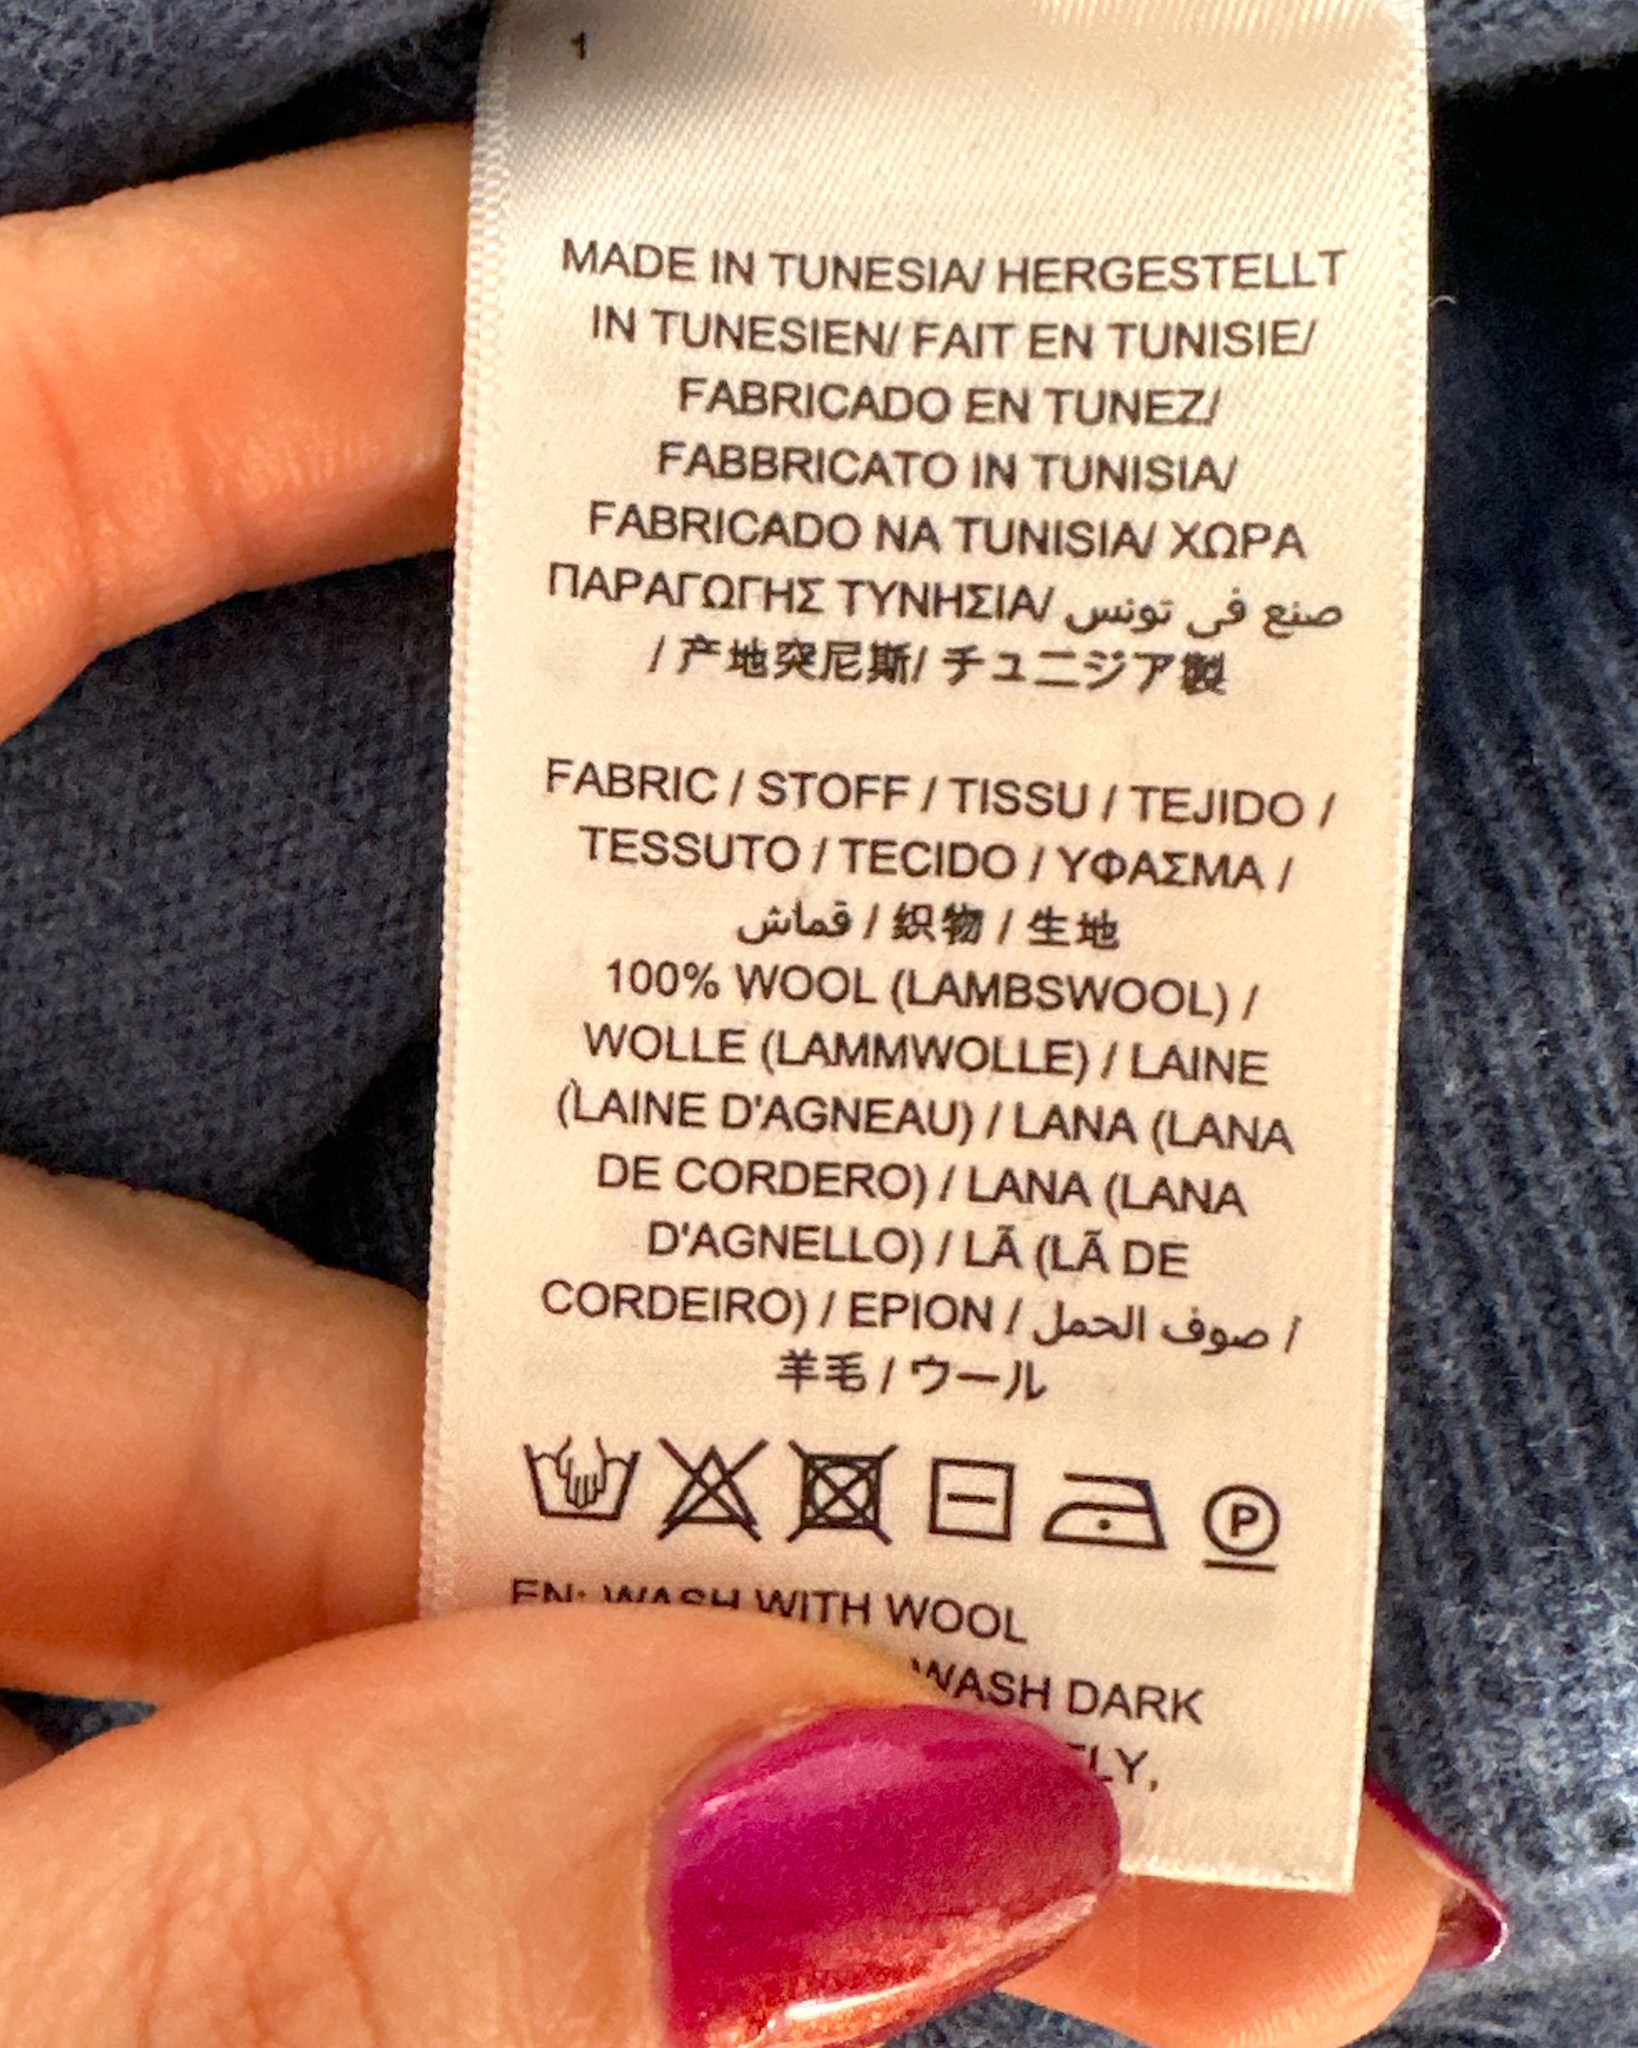 1
MADE IN TUNESIA/ HERGESTELLT
IN TUNESIEN/ FAIT EN TUNISIE/
FABRICADO EN TUNEZ/
FABBRICATO IN TUNISIA/
FABRICADO NA TUNISIA/ ΧΩΡΑ
ΠΑΡΑΓΩΓΗΣ ΤΥΝΗΣΙΑ/ صنع في تونس
/ 产地突尼斯/ チュニジア製
FABRIC / STOFF / TISSU / TEJIDO /
TESSUTO / TECIDO / ΥΦΑΣΜΑ /
قماش / 织物 / 生地
100% WOOL (LAMBSWOOL) /
WOLLE (LAMMWOLLE) / LAINE
(LAINE D'AGNEAU) / LANA (LANA
DE CORDERO) / LANA (LANA
D'AGNELLO) / LÃ (LÃ DE
CORDEIRO) / EPION / صوف الحمل /
羊毛 / ウール
P
EN: WASH WITH WOOL
WASH DARK